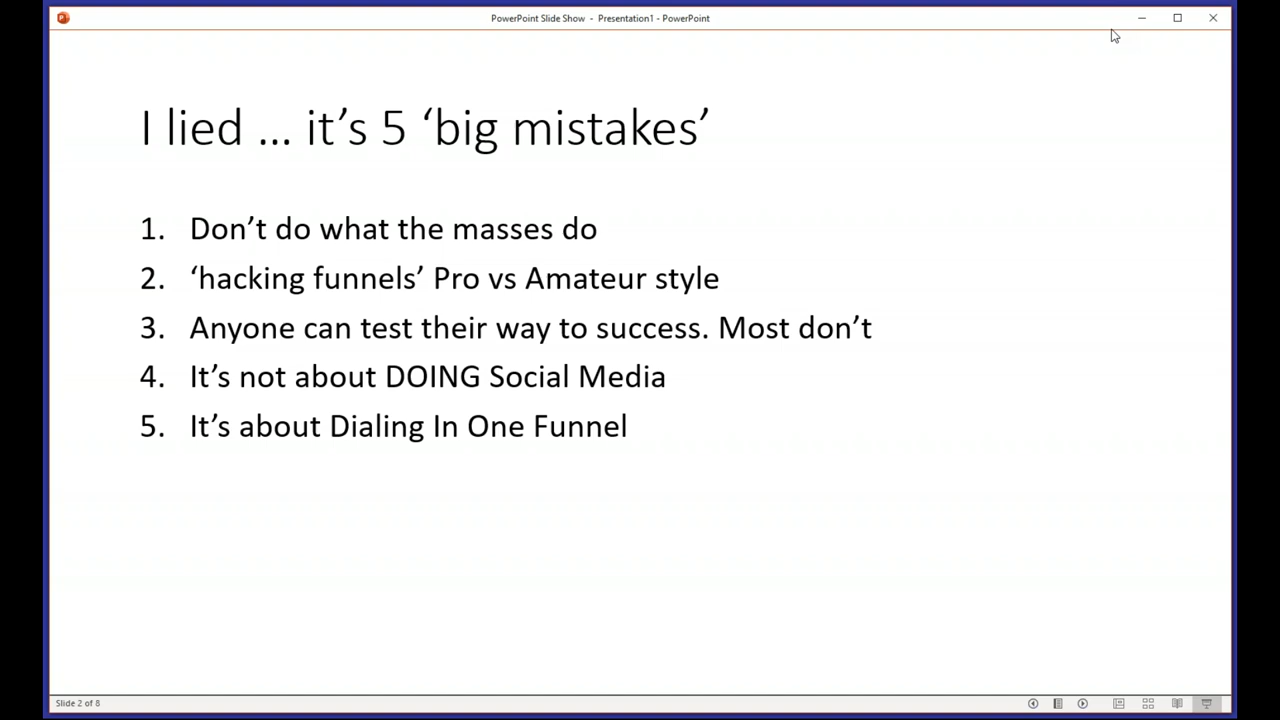 PowerPoint Slide Show - Presentation1 - PowerPoint
I lied … it’s 5 ‘big mistakes’
1. Don’t do what the masses do
2. ‘hacking funnels’ Pro vs Amateur style
3. Anyone can test their way to success. Most don’t
4. It’s not about DOING Social Media
5. It’s about Dialing In One Funnel
Slide 2 of 8